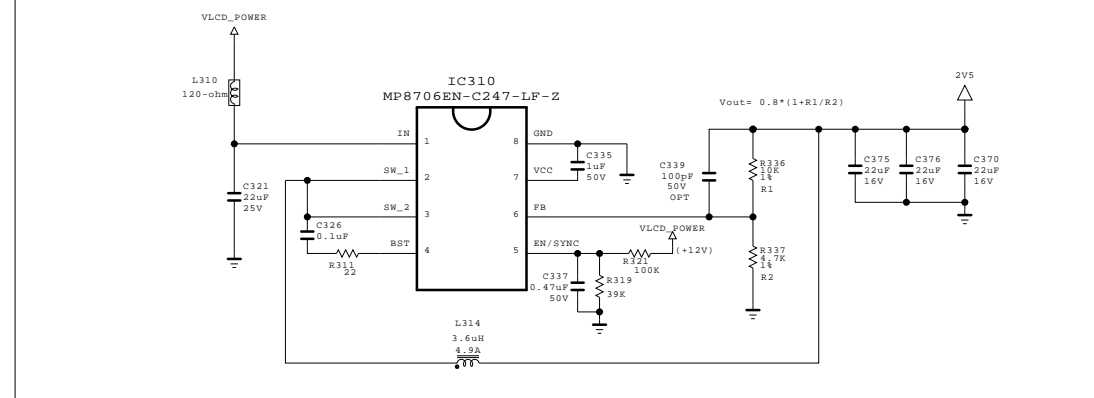 VLCD_POWER
L310
120-ohm
IC310
MP8706EN-C247-LF-Z
Vout= 0.8*(1+R1/R2)
2V5
IN
1
8
GND
C335
1uF
50V
SW_1
2
7
VCC
C339
100pF
50V
OPT
R336
10K
1%
R1
C375
22uF
16V
C376
22uF
16V
C370
22uF
16V
C321
22uF
25V
SW_2
3
6
FB
C326
0.1uF
VLCD_POWER
(+12V)
BST
4
5
EN/SYNC
R311
22
R321
100K
R337
4.7K
1%
R2
C337
0.47uF
50V
R319
39K
L314
3.6uH
4.9A